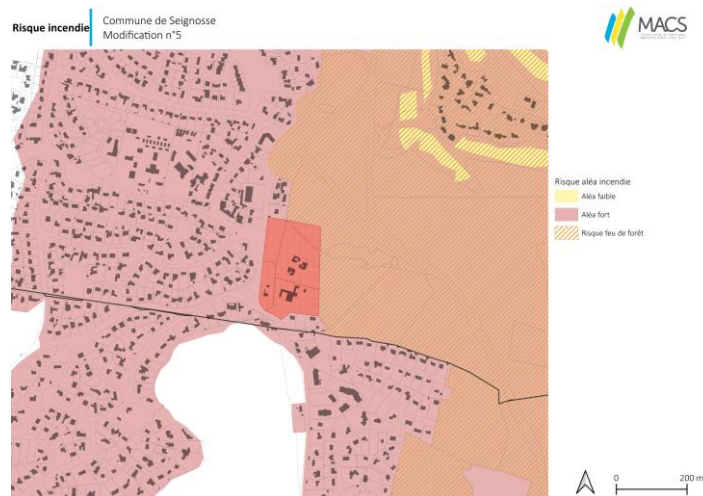 Risque incendie
Commune de Seignosse
Modification n°5
MACS
Risque aléa incendie
Aléa faible
Aléa fort
Risque feu de forêt
0
200 m